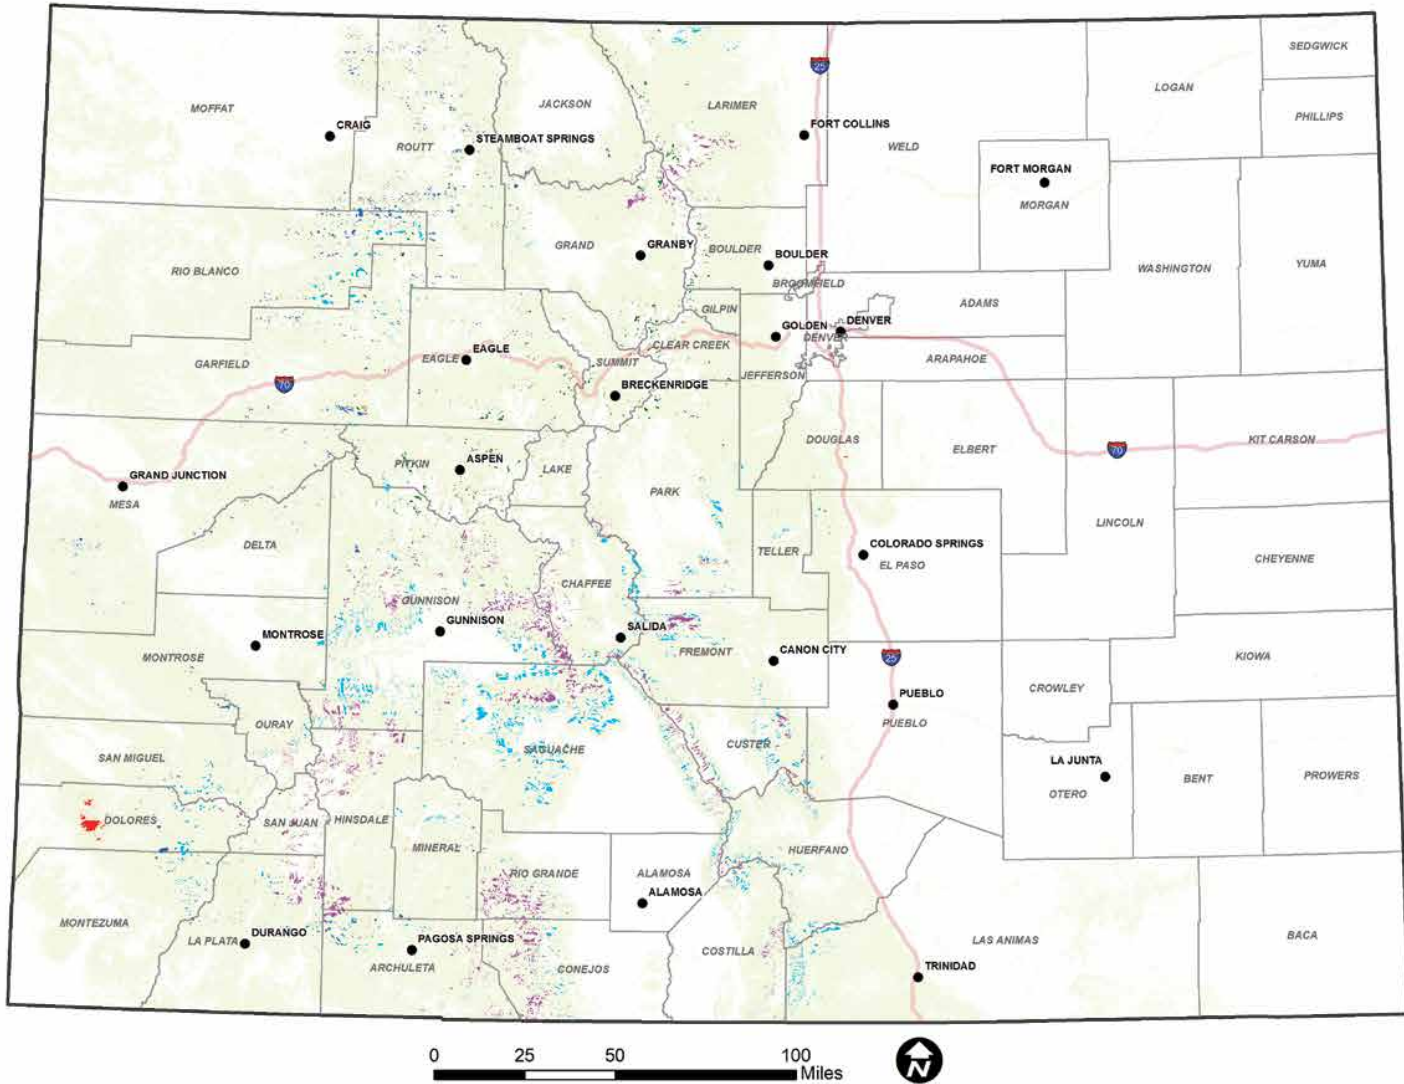 SEDGWICK
LOGAN
MOFFAT
JACKSON
LARIMER
25
PHILLIPS
CRAIG
FORT COLLINS
STEAMBOAT SPRINGS
ROUTT
WELD
FORT MORGAN
MORGAN
GRAND
GRANBY
BOULDER
BOULDER
RIO BLANCO
WASHINGTON
YUMA
BROOMFIELD
GILPIN
ADAMS
GOLDEN
DENVER
DENVER
CLEAR CREEK
EAGLE
EAGLE
SUMMIT
GARFIELD
ARAPAHOE
JEFFERSON
70
BRECKENRIDGE
DOUGLAS
ELBERT
70
KIT CARSON
PITKIN
ASPEN
LAKE
GRAND JUNCTION
MESA
PARK
LINCOLN
DELTA
TELLER
COLORADO SPRINGS
EL PASO
CHEYENNE
CHAFFEE
GUNNISON
GUNNISON
MONTROSE
MONTROSE
SALIDA
FREMONT
CANON CITY
25
KIOWA
CROWLEY
PUEBLO
PUEBLO
OURAY
SAGUACHE
CUSTER
SAN MIGUEL
LA JUNTA
OTERO
BENT
PROWERS
DOLORES
SAN JUAN
HINSDALE
MINERAL
HUERFANO
RIO GRANDE
ALAMOSA
ALAMOSA
MONTEZUMA
LA PLATA
DURANGO
PAGOSA SPRINGS
ARCHULETA
CONEJOS
COSTILLA
LAS ANIMAS
BACA
TRINIDAD
0 25 50 100
Miles
N